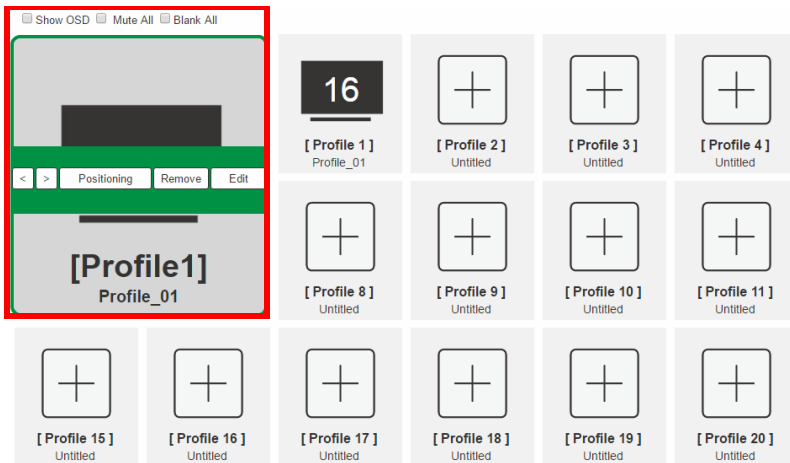 Show OSD Mute All Blank All
< > Positioning Remove Edit
[Profile1]
Profile_01
16
[ Profile 1 ]
Profile_01
[ Profile 2 ]
Untitled
[ Profile 3 ]
Untitled
[ Profile 4 ]
Untitled
[ Profile 8 ]
Untitled
[ Profile 9 ]
Untitled
[ Profile 10 ]
Untitled
[ Profile 11 ]
Untitled
[ Profile 15 ]
Untitled
[ Profile 16 ]
Untitled
[ Profile 17 ]
Untitled
[ Profile 18 ]
Untitled
[ Profile 19 ]
Untitled
[ Profile 20 ]
Untitled